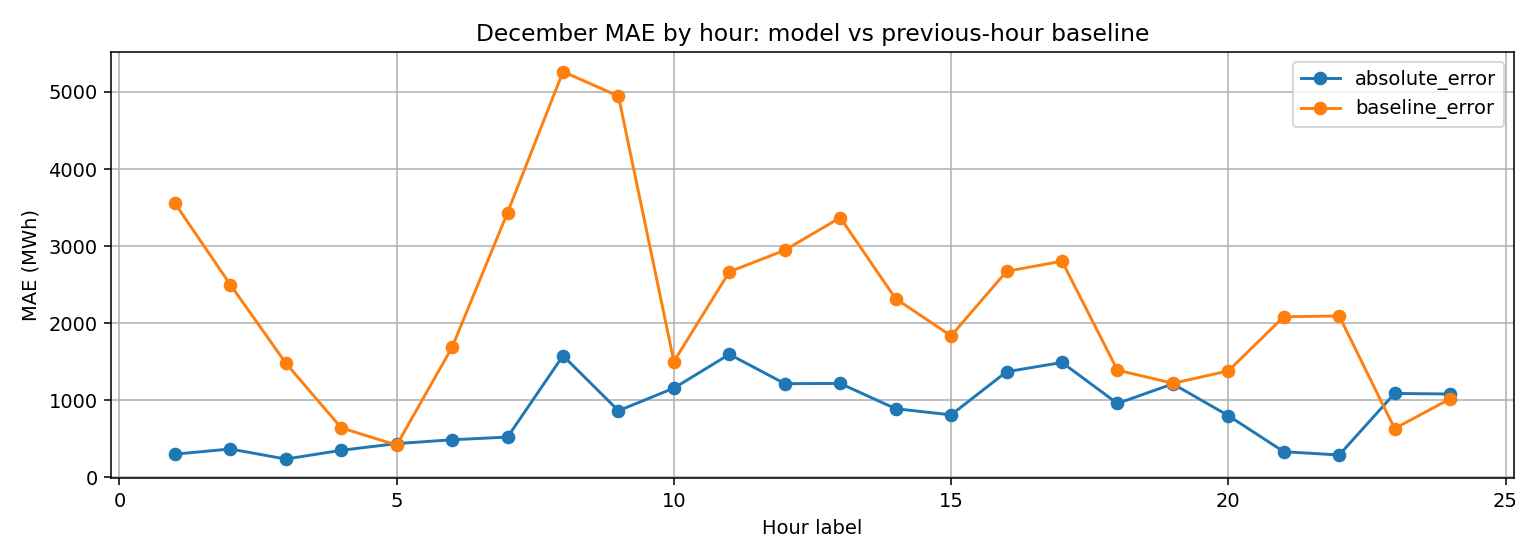 December MAE by hour: model vs previous-hour baseline
absolute_error
baseline_error
MAE (MWh)
5000
4000
3000
2000
1000
0
0 5 10 15 20 25
Hour label